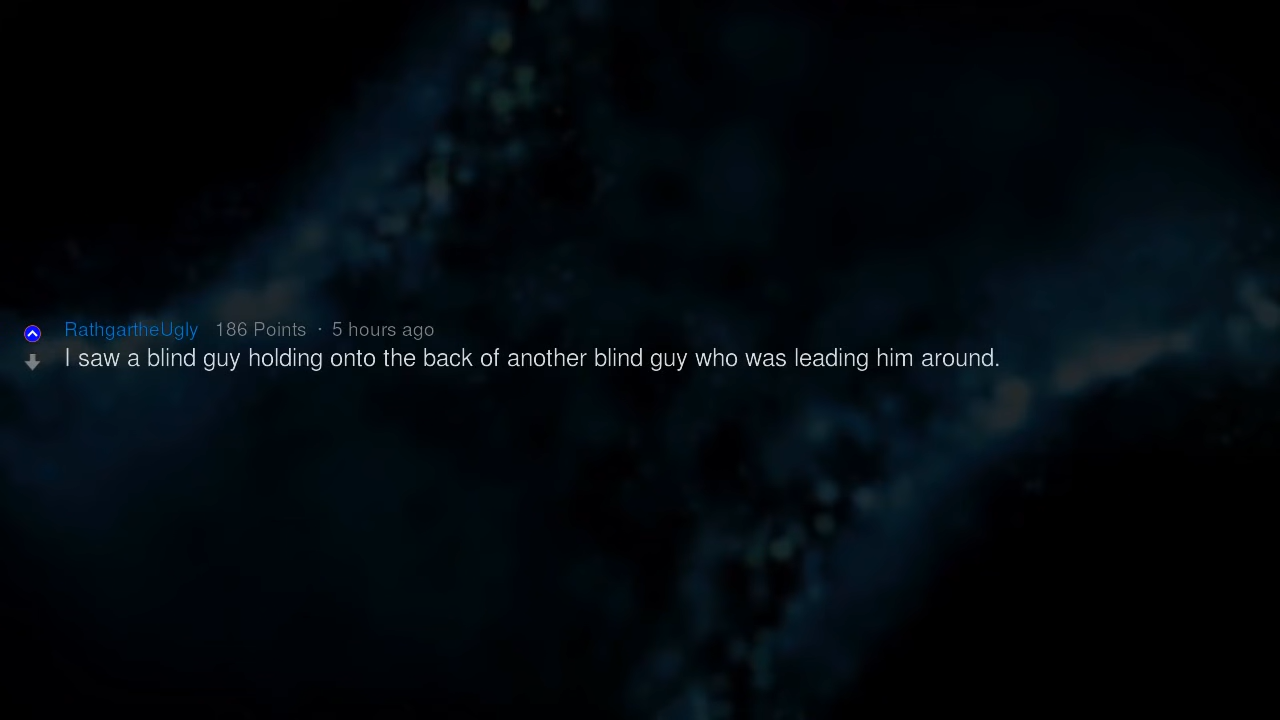 RathgartheUgly 186 Points · 5 hours ago
I saw a blind guy holding onto the back of another blind guy who was leading him around.